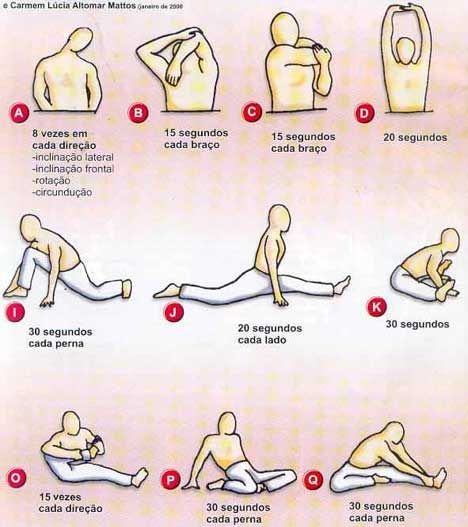 e Carmem Lúcia Altomar Mattos /janeiro de 2000
A
B
C
D
8 vezes em
cada direção
-inclinação lateral
-inclinação frontal
-rotação
-circundução
15 segundos
cada braço
15 segundos
cada braço
20 segundos
I
J
K
30 segundos
cada perna
20 segundos
cada lado
30 segundos
O
P
Q
15 vezes
cada direção
30 segundos
cada perna
30 segundos
cada perna